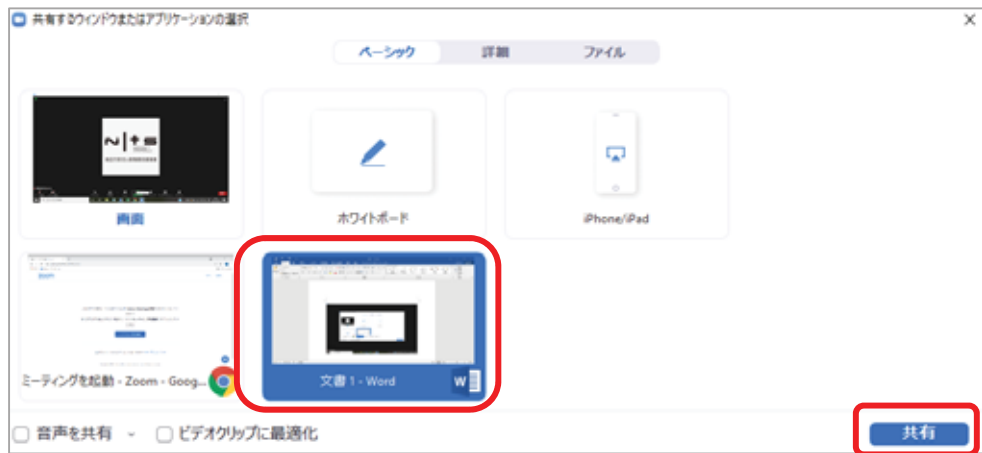 共有するウィンドウまたはアプリケーションの選択
ベーシック 詳細 ファイル
画面
ホワイトボード
iPhone/iPad
ミーティングを起動 - Zoom - Goog...
文書 1 - Word
音声を共有
ビデオクリップに最適化
共有